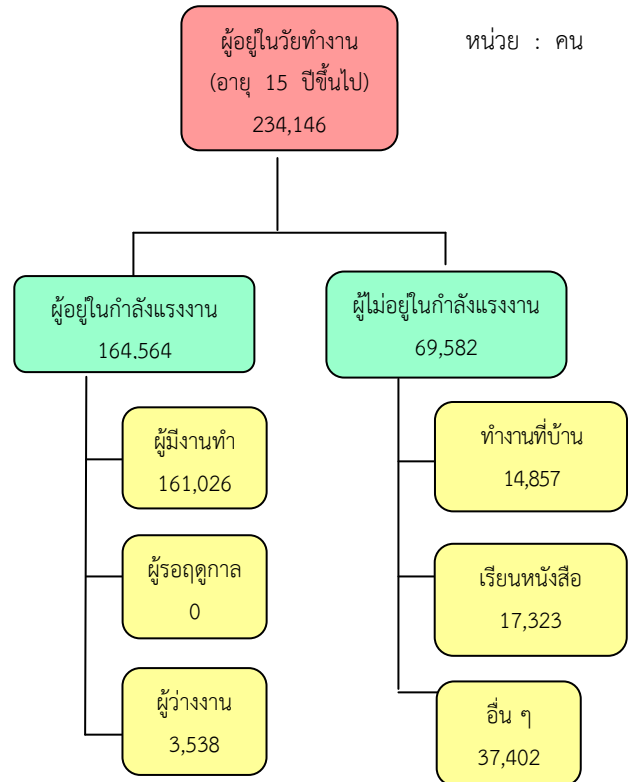 ผู้อยู่ในวัยทำงาน
(อายุ 15 ปีขึ้นไป)
234,146
หน่วย : คน
ผู้อยู่ในกำลังแรงงาน
164.564
ผู้ไม่อยู่ในกำลังแรงงาน
69,582
ผู้มีงานทำ
161,026
ผู้รอฤดูกาล
0
ผู้ว่างงาน
3,538
ทำงานที่บ้าน
14,857
เรียนหนังสือ
17,323
อื่น ๆ
37,402